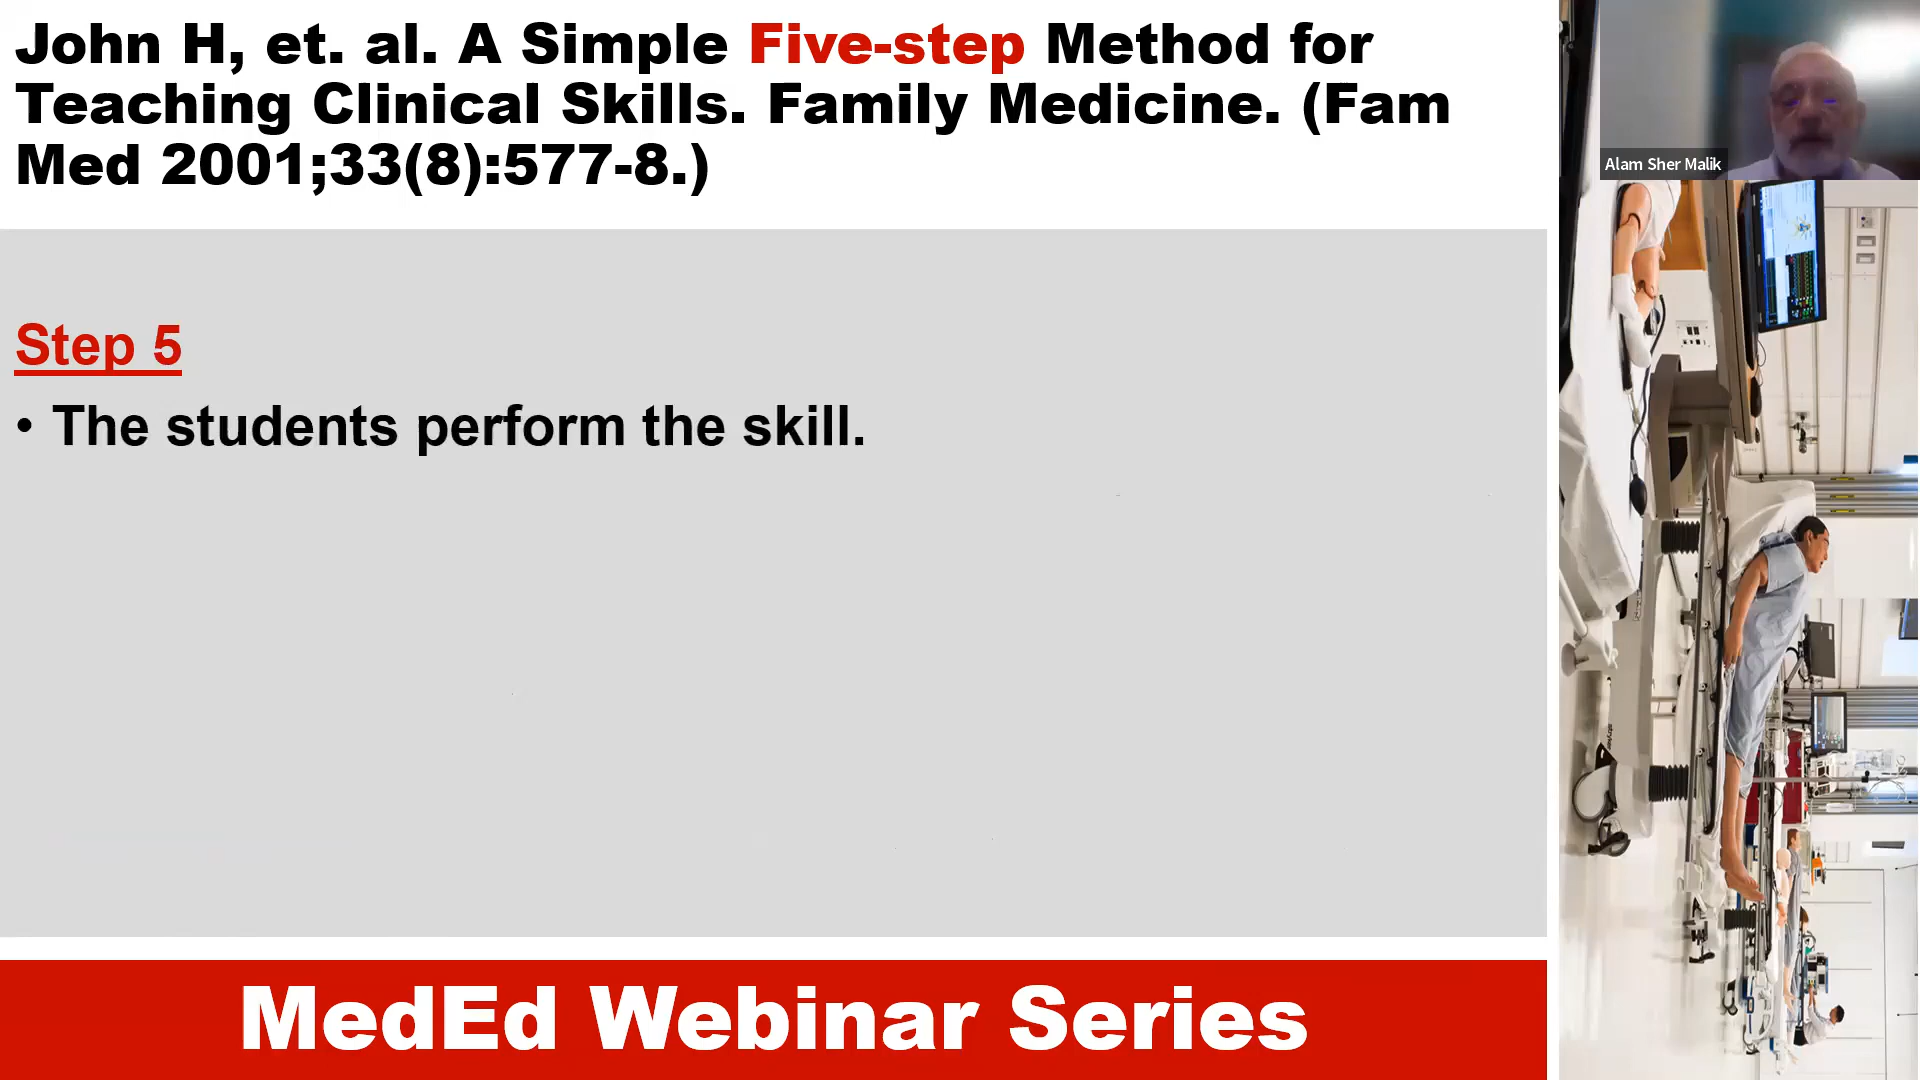 John H, et. al. A Simple Five-step Method for
Teaching Clinical Skills. Family Medicine. (Fam
Med 2001;33(8):577-8.)
Alam Sher Malik
Step 5
• The students perform the skill.
MedEd Webinar Series